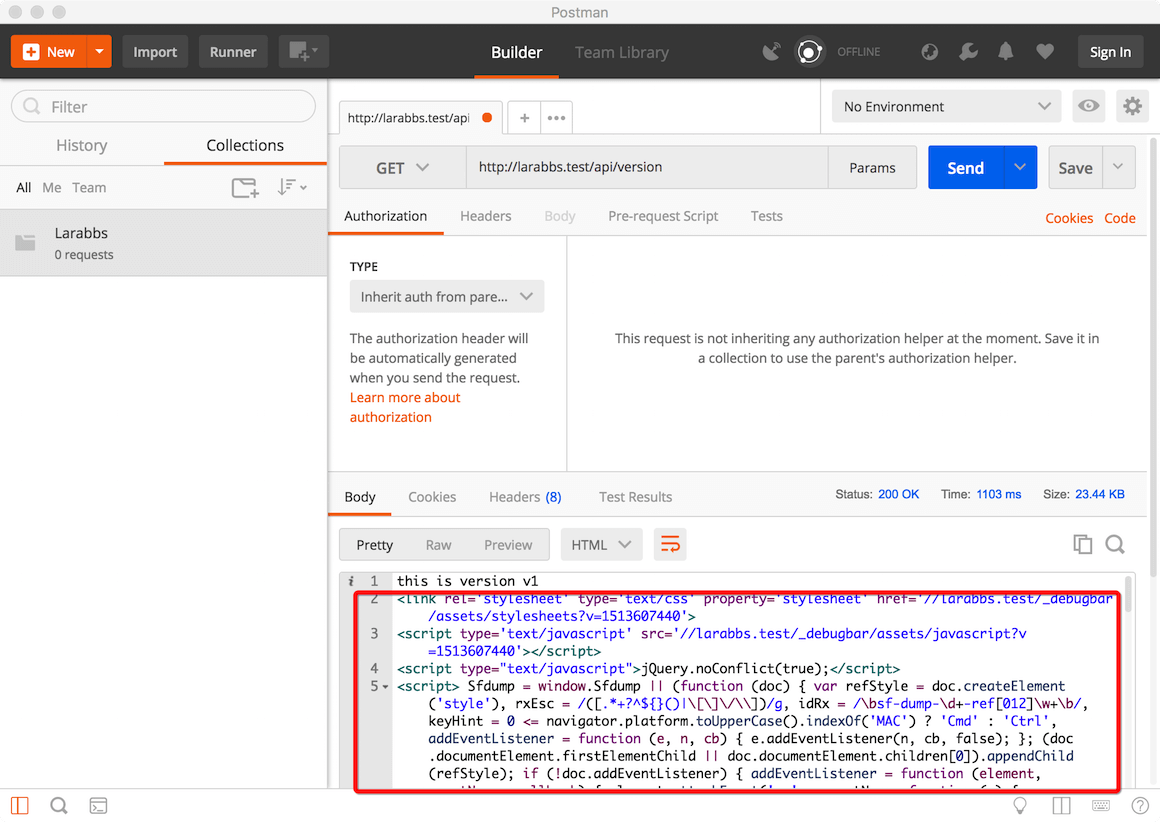 Postman
New
Import
Runner
Builder
Team Library
OFFLINE
Sign In
Filter
History
Collections
All Me Team
Larabbs
0 requests
http://larabbs.test/api
+
•••
No Environment
GET
http://larabbs.test/api/version
Params
Send
Save
Authorization
Headers
Body
Pre-request Script
Tests
Cookies
Code
TYPE
Inherit auth from pare...
The authorization header will
be automatically generated
when you send the request.
Learn more about
authorization
This request is not inheriting any authorization helper at the moment. Save it in
a collection to use the parent's authorization helper.
Body
Cookies
Headers (8)
Test Results
Status: 200 OK
Time: 1103 ms
Size: 23.44 KB
Pretty
Raw
Preview
HTML
i 1 this is version v1
2 <link rel='stylesheet' type='text/css' property='stylesheet' href='//larabbs.test/_debugbar
/assets/stylesheets?v=1513607440'>
3 <script type='text/javascript' src='//larabbs.test/_debugbar/assets/javascript?v
=1513607440'></script>
4 <script type="text/javascript">jQuery.noConflict(true);</script>
5 <script> Sfdump = window.Sfdump || (function (doc) { var refStyle = doc.createElement
('style'), rxEsc = /([.*+?^${}()|\[\]\/\\])/g, idRx = /\bsf-dump-\d+-ref[012]\w+\b/,
keyHint = 0 <= navigator.platform.toUpperCase().indexOf('MAC') ? 'Cmd' : 'Ctrl',
addEventListener = function (e, n, cb) { e.addEventListener(n, cb, false); }; (doc
.documentElement.firstElementChild || doc.documentElement.children[0]).appendChild
(refStyle); if (!doc.addEventListener) { addEventListener = function (element,